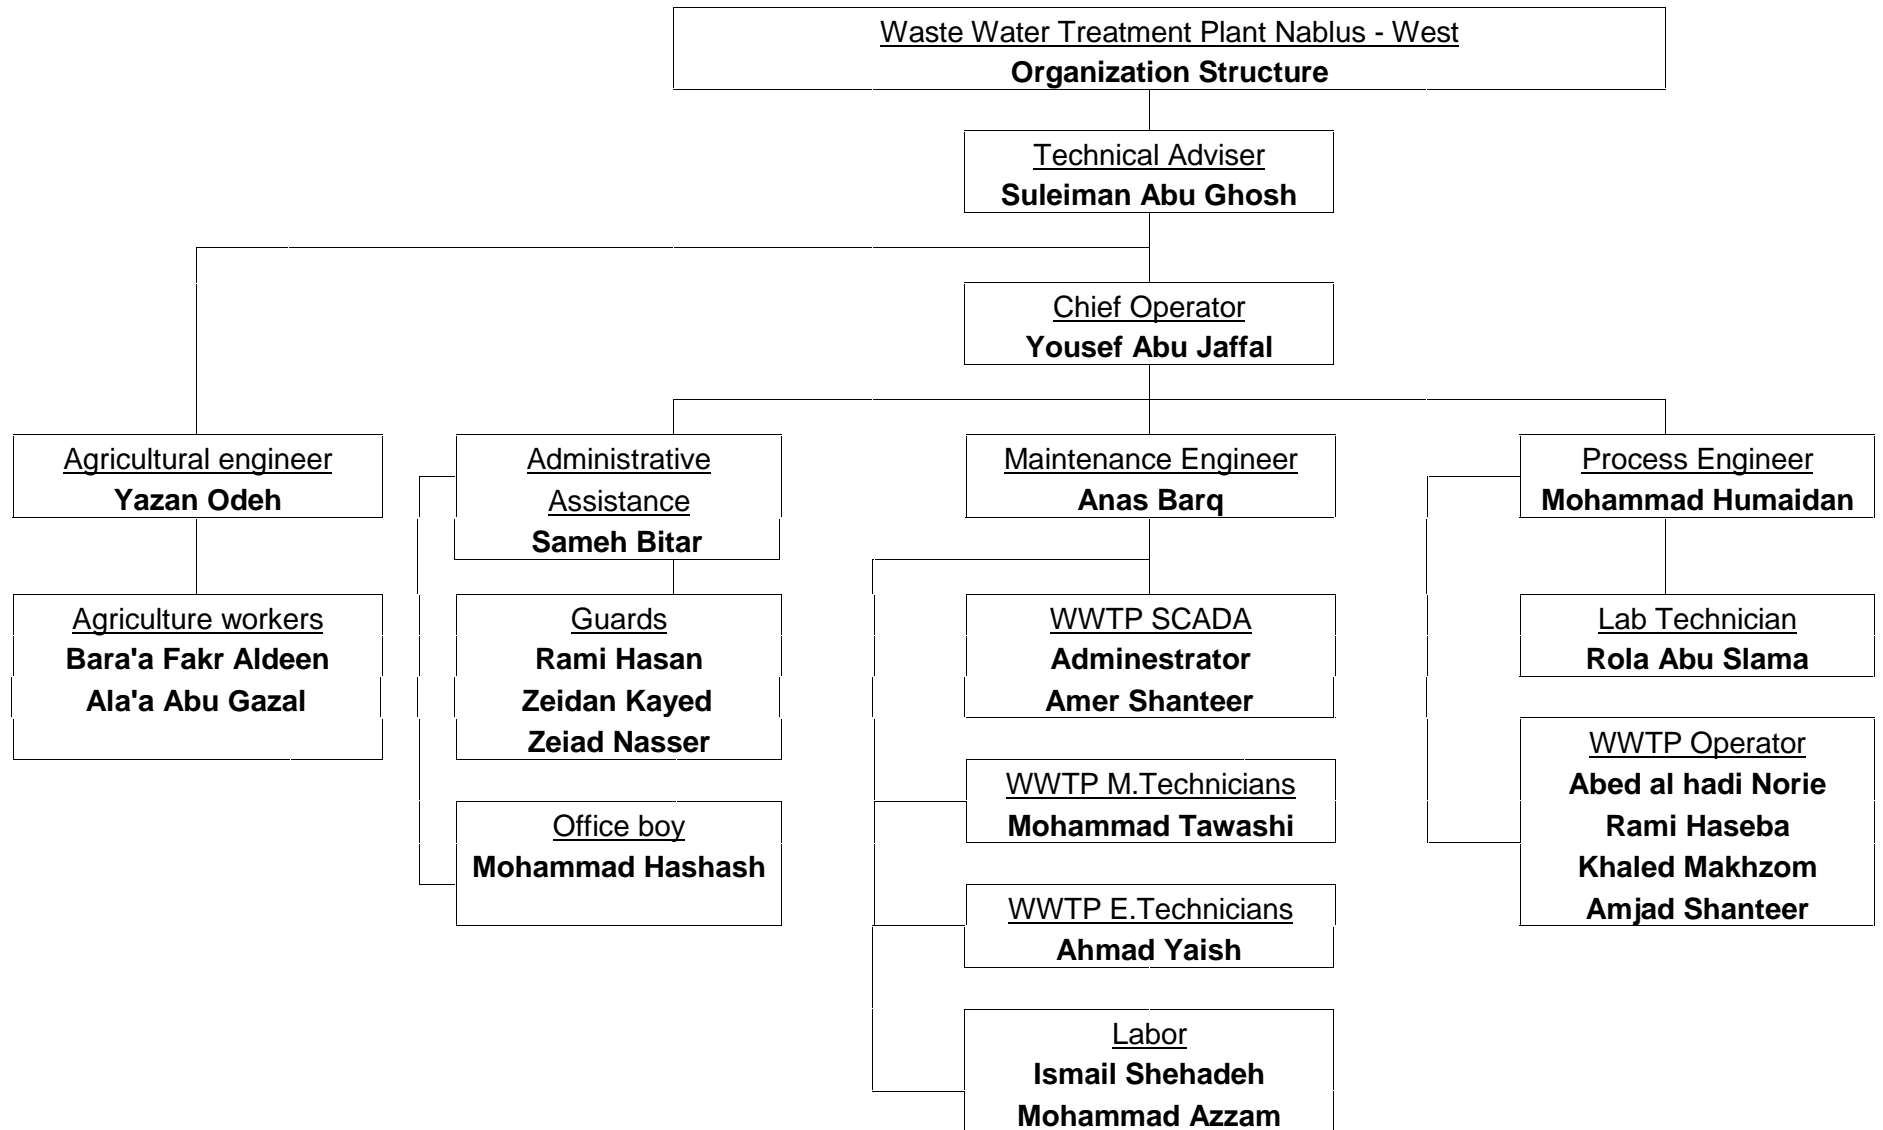 Waste Water Treatment Plant Nablus - West
Organization Structure
Technical Adviser
Suleiman Abu Ghosh
Chief Operator
Yousef Abu Jaffal
Agricultural engineer
Yazan Odeh
Administrative
Assistance
Sameh Bitar
Maintenance Engineer
Anas Barq
Process Engineer
Mohammad Humaidan
Agriculture workers
Bara'a Fakr Aldeen
Ala'a Abu Gazal
Guards
Rami Hasan
Zeidan Kayed
Zeiad Nasser
WWTP SCADA
Adminestrator
Amer Shanteer
Lab Technician
Rola Abu Slama
Office boy
Mohammad Hashash
WWTP M.Technicians
Mohammad Tawashi
WWTP Operator
Abed al hadi Norie
Rami Haseba
Khaled Makhzom
Amjad Shanteer
WWTP E.Technicians
Ahmad Yaish
Labor
Ismail Shehadeh
Mohammad Azzam